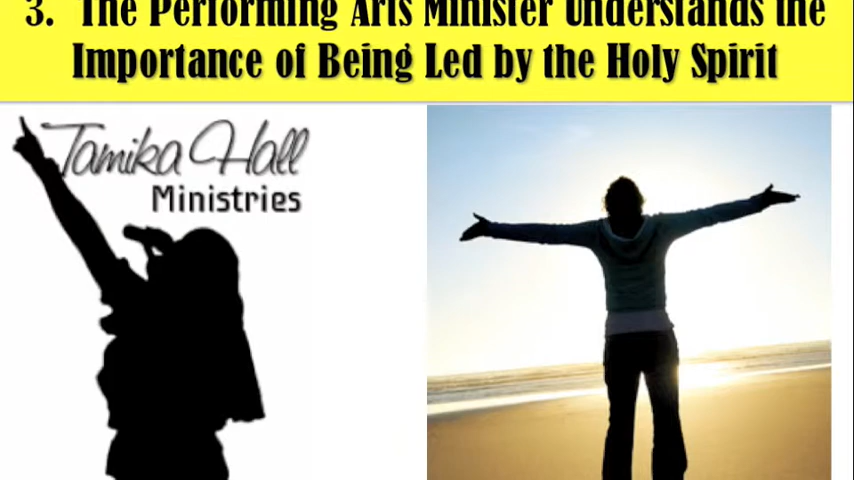 3. The Performing Arts Minister Understands the
Importance of Being Led by the Holy Spirit
Tamika Hall
Ministries